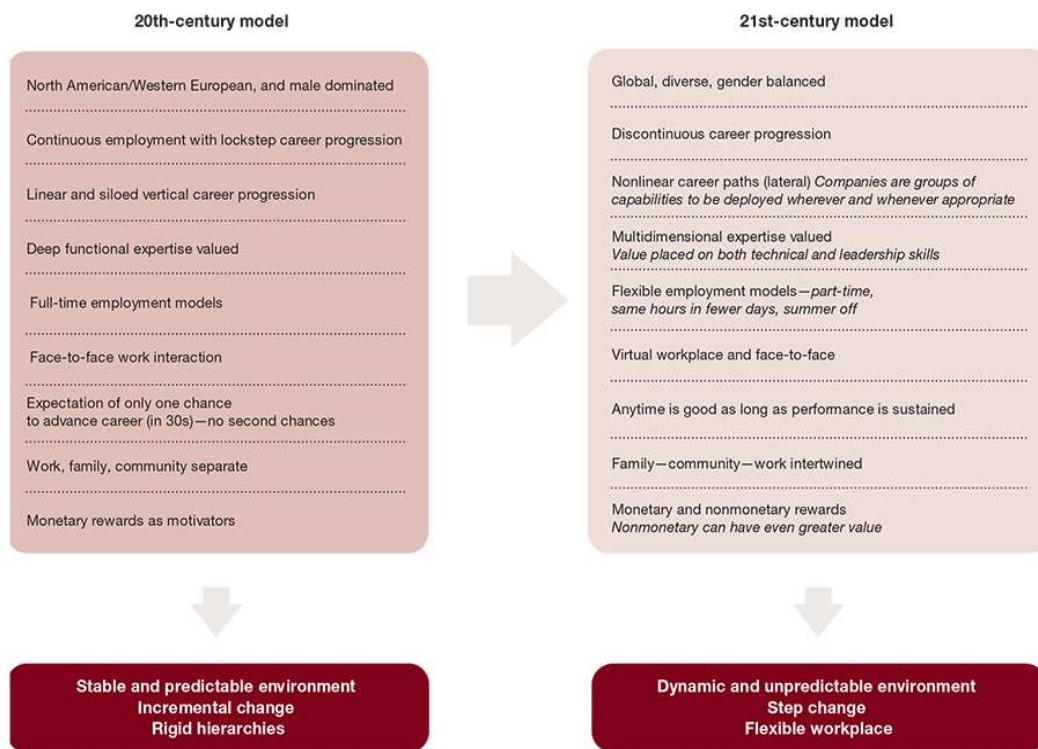 20th-century model
North American/Western European, and male dominated
Continuous employment with lockstep career progression
Linear and siloed vertical career progression
Deep functional expertise valued
Full-time employment models
Face-to-face work interaction
Expectation of only one chance
to advance career (in 30s)—no second chances
Work, family, community separate
Monetary rewards as motivators
Stable and predictable environment
Incremental change
Rigid hierarchies
21st-century model
Global, diverse, gender balanced
Discontinuous career progression
Nonlinear career paths (lateral) Companies are groups of
capabilities to be deployed wherever and whenever appropriate
Multidimensional expertise valued
Value placed on both technical and leadership skills
Flexible employment models—part-time,
same hours in fewer days, summer off
Virtual workplace and face-to-face
Anytime is good as long as performance is sustained
Family—community—work intertwined
Monetary and nonmonetary rewards
Nonmonetary can have even greater value
Dynamic and unpredictable environment
Step change
Flexible workplace